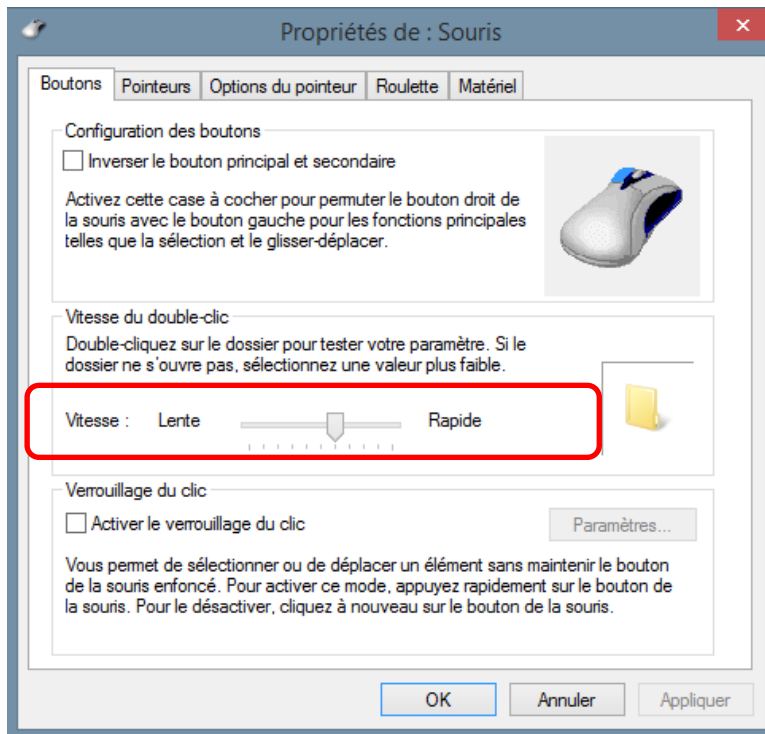 Propriétés de : Souris
Boutons Pointeurs Options du pointeur Roulette Matériel
Configuration des boutons
Inverser le bouton principal et secondaire
Activez cette case à cocher pour permuter le bouton droit de
la souris avec le bouton gauche pour les fonctions principales
telles que la sélection et le glisser-déplacer.
Vitesse du double-clic
Double-cliquez sur le dossier pour tester votre paramètre. Si le
dossier ne s'ouvre pas, sélectionnez une valeur plus faible.
Vitesse : Lente Rapide
Verrouillage du clic
Activer le verrouillage du clic Paramètres...
Vous permet de sélectionner ou de déplacer un élément sans maintenir le bouton
de la souris enfoncé. Pour activer ce mode, appuyez rapidement sur le bouton de
la souris. Pour le désactiver, cliquez à nouveau sur le bouton de la souris.
OK Annuler Appliquer